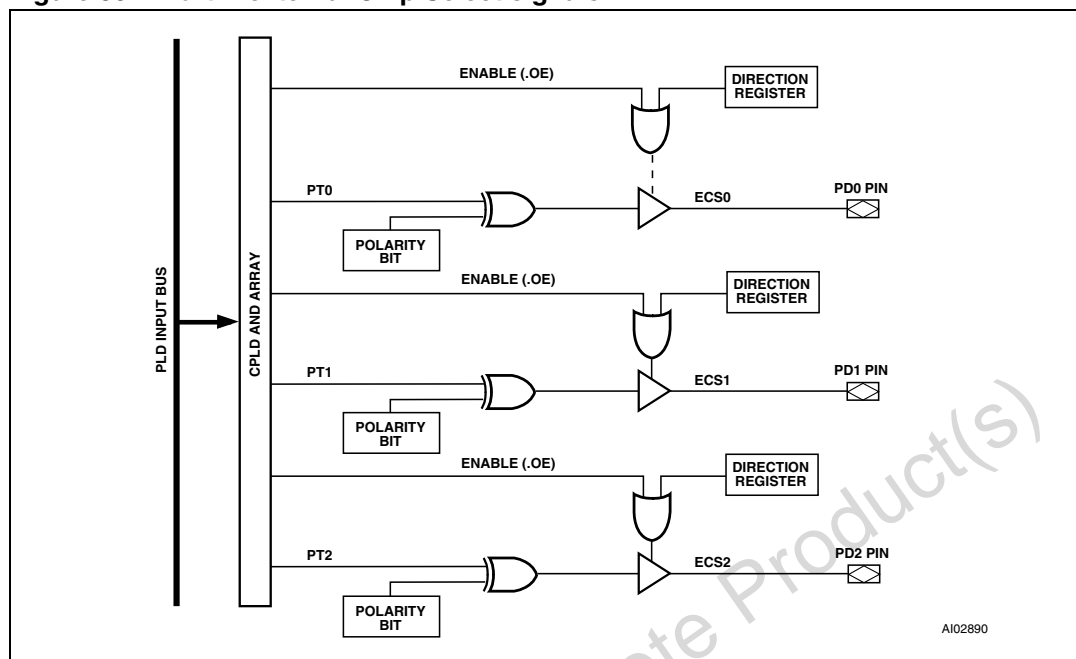 ENABLE (.OE)
DIRECTION
REGISTER
PT0
ECS0
PD0 PIN
POLARITY
BIT
ENABLE (.OE)
DIRECTION
REGISTER
PLD INPUT BUS
CPLD AND ARRAY
PT1
ECS1
PD1 PIN
POLARITY
BIT
ENABLE (.OE)
DIRECTION
REGISTER
PT2
ECS2
PD2 PIN
POLARITY
BIT
AI02890
Product(s)